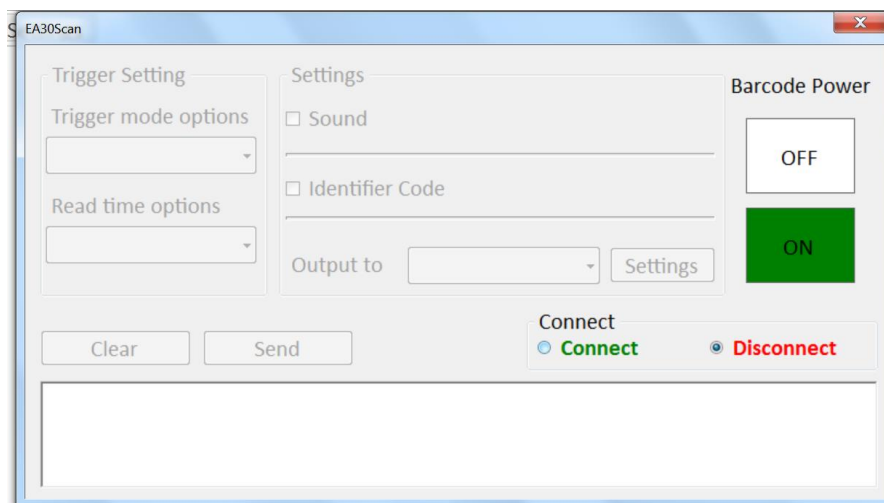 EA30Scan
Trigger Setting
Trigger mode options
Read time options
Settings
Sound
Identifier Code
Output to
Settings
Barcode Power
OFF
ON
Clear
Send
Connect
Connect
Disconnect